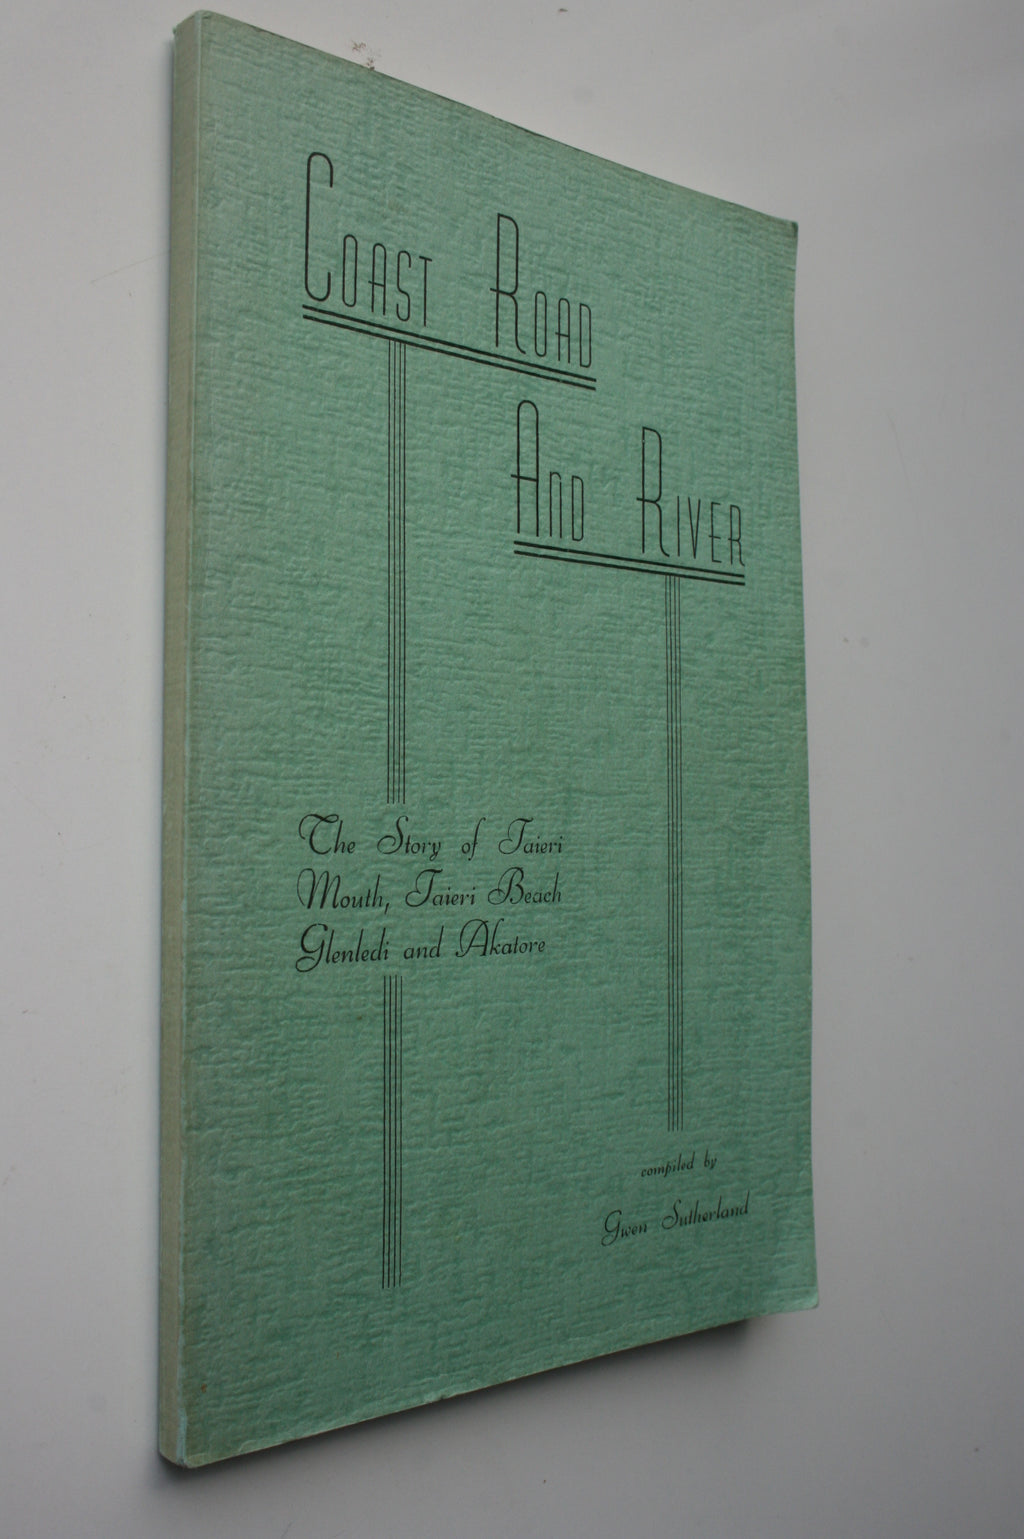 COAST ROAD
AND RIVER
The Story of Taieri
Mouth, Taieri Beach
Glenledi and Akatore
compiled by
Gwen Sutherland